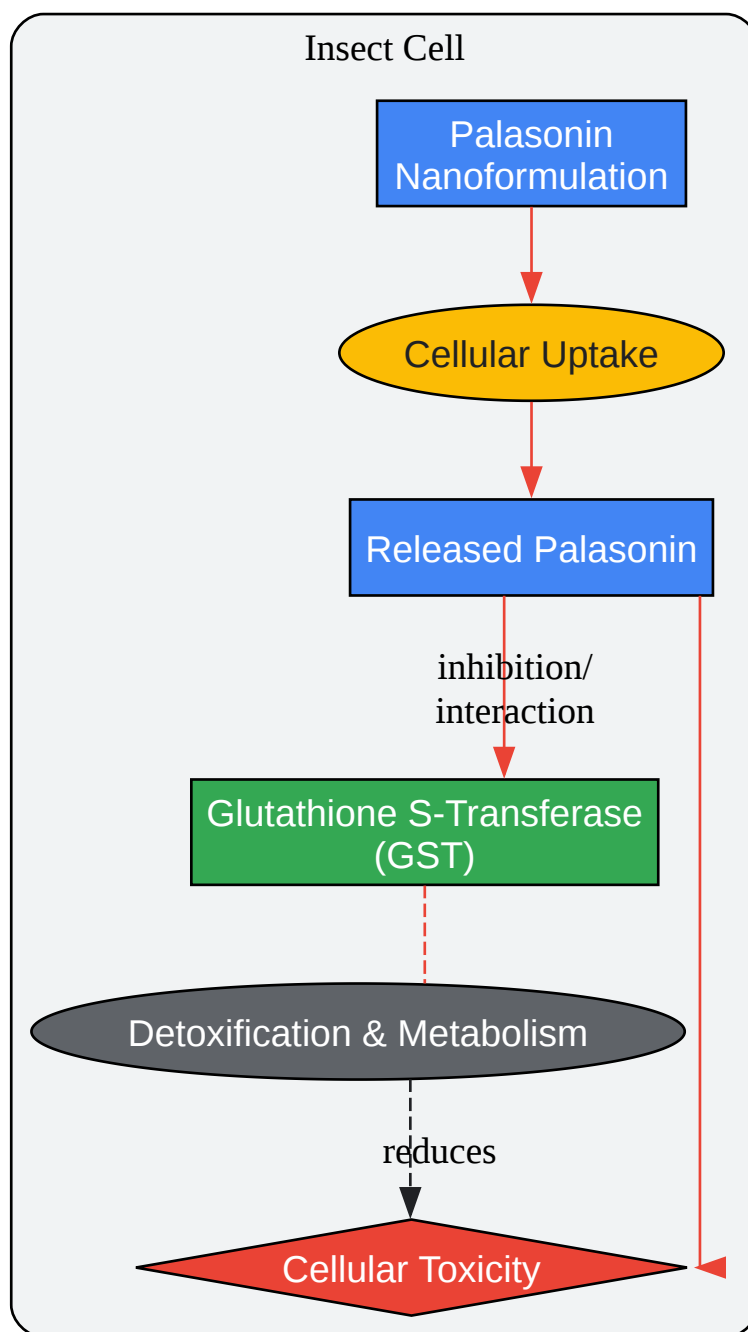 Insect Cell
Palasonin
Nanoformulation
Cellular Uptake
Released Palasonin
inhibition/
interaction
Glutathione S-Transferase
(GST)
Detoxification & Metabolism
reduces
Cellular Toxicity